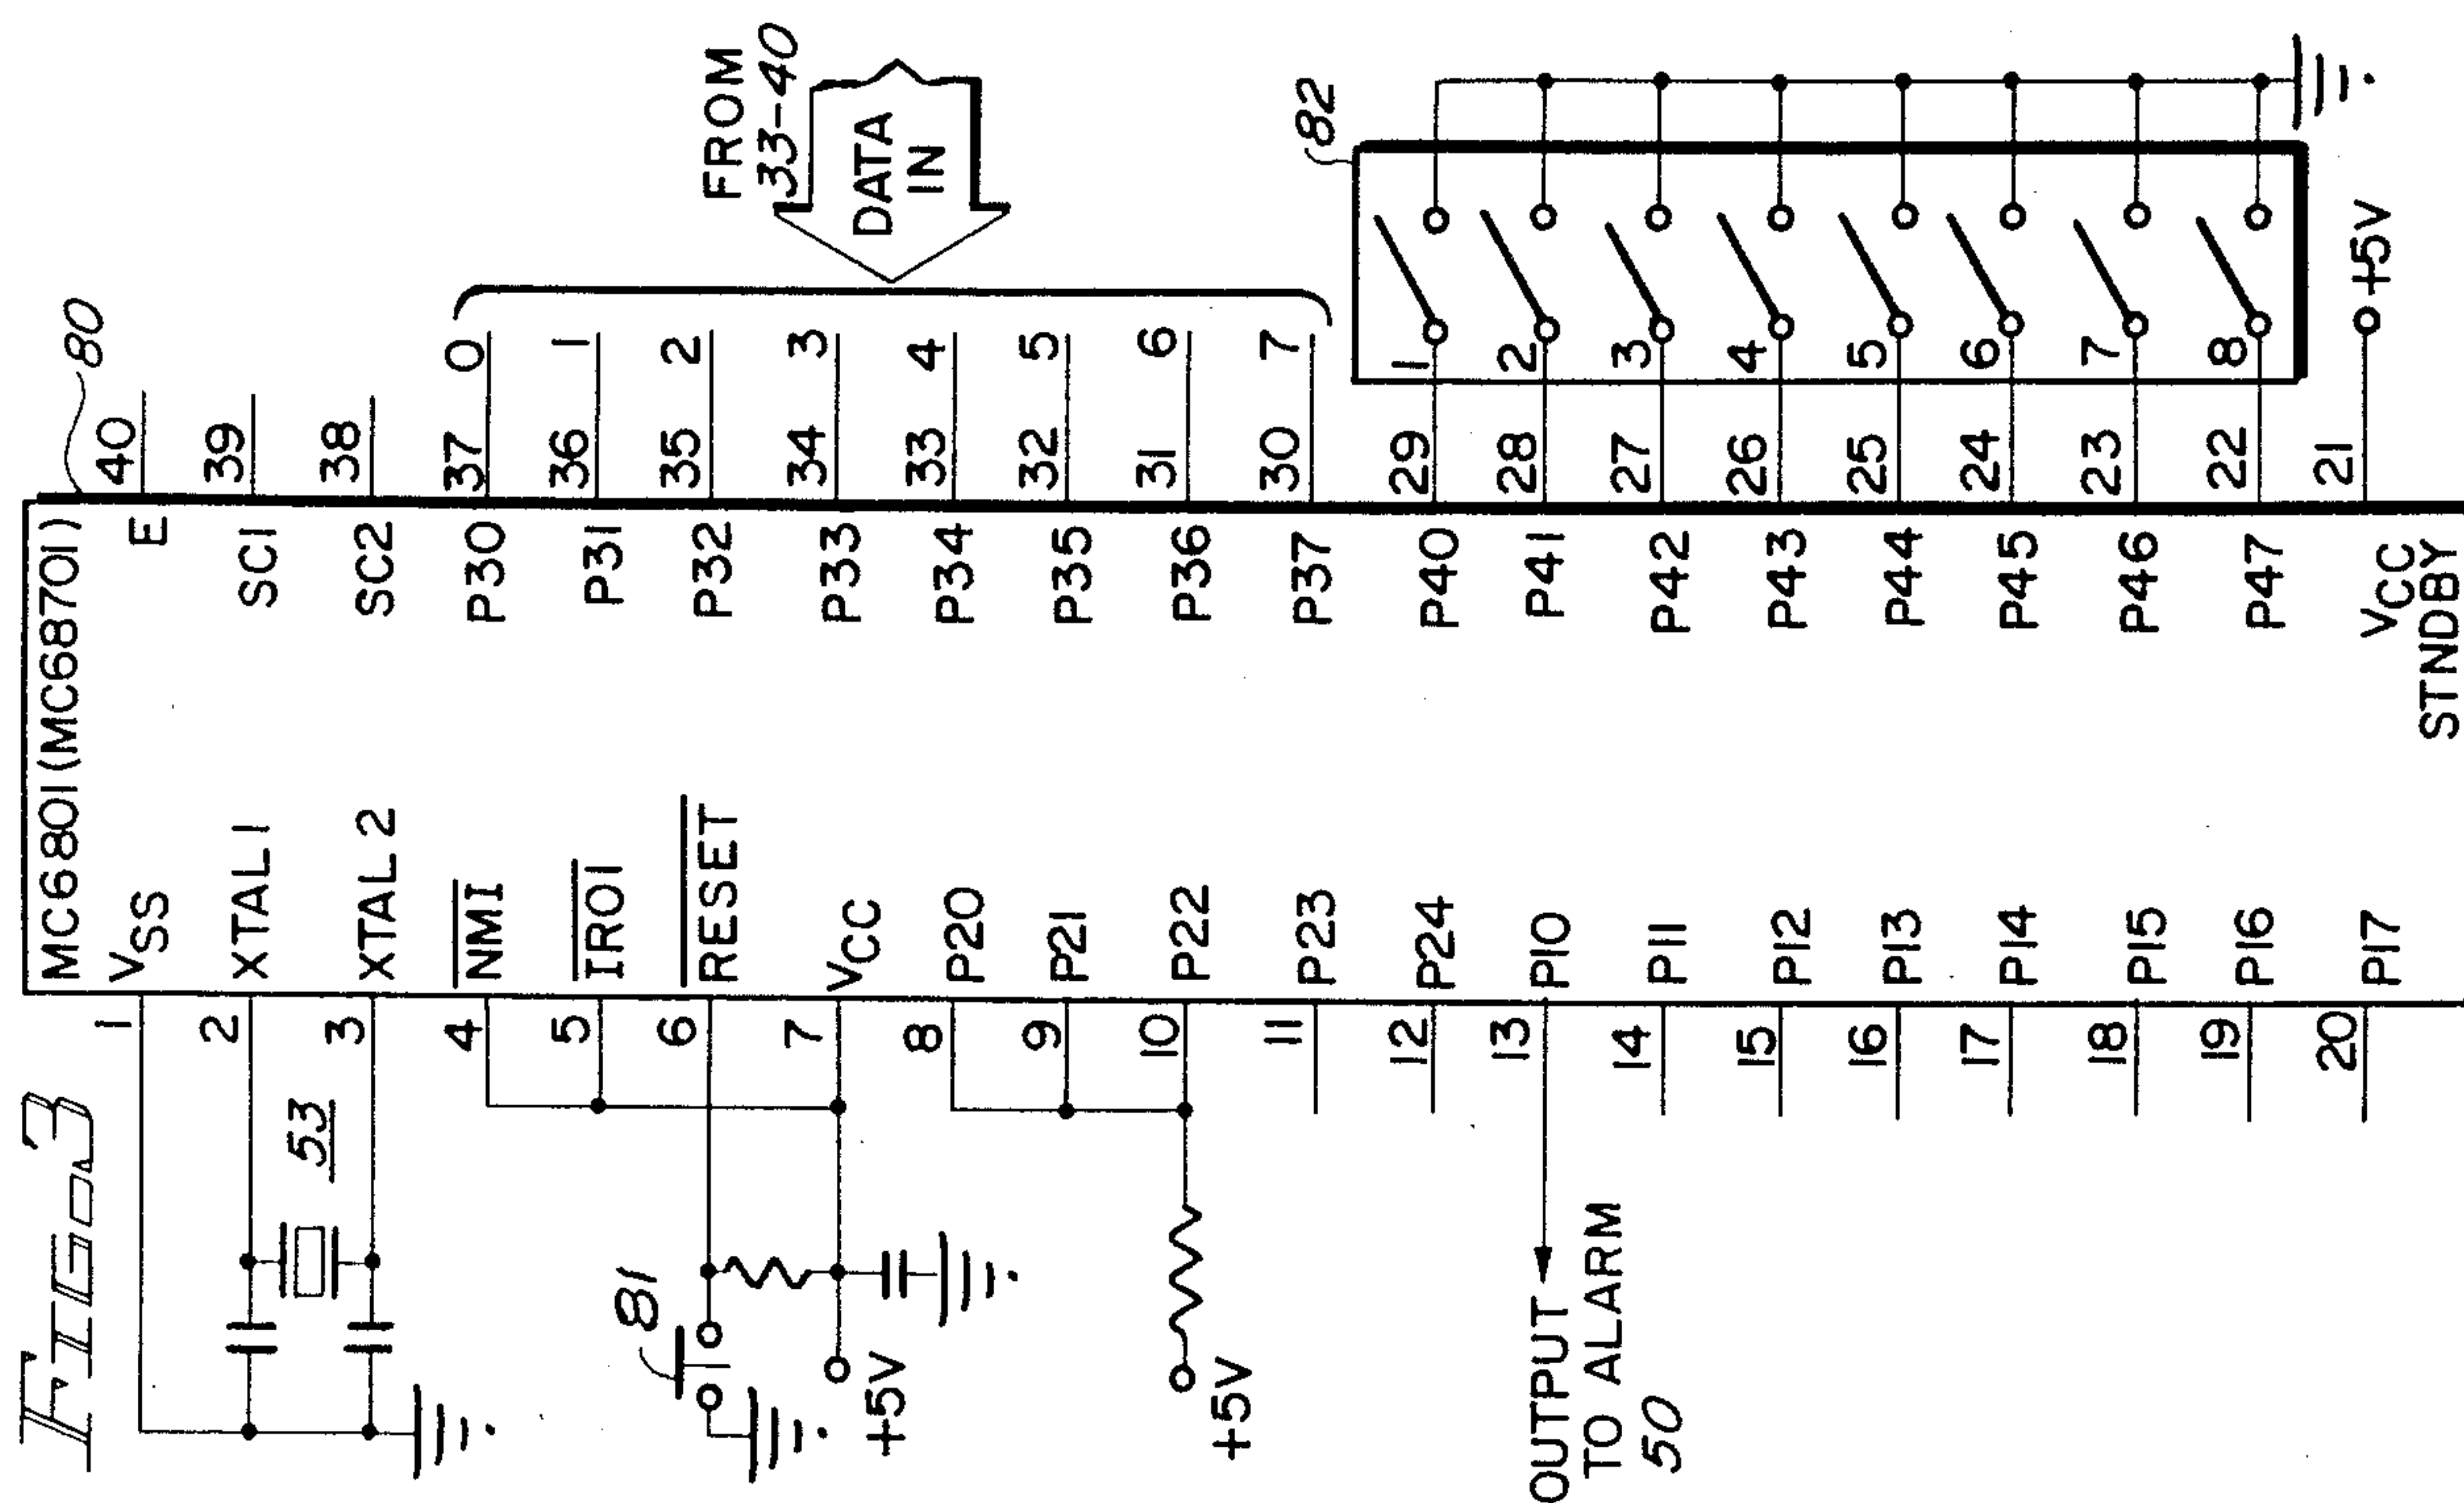 FIG. 3
MC6801(MC68701)
80
1 VSS
2 XTAL1
3 XTAL2
53
4 NMI
5 IRO1
6 RESET
81
7 VCC
+5V
8 P20
9 P21
10 P22
+5V
11 P23
12 P24
13 P10
OUTPUT
TO ALARM
50
14 P11
15 P12
16 P13
17 P14
18 P15
19 P16
20 P17
E 40
SC1 39
SC2 38
P30 37 0
P31 36 1
P32 35 2
P33 34 3
P34 33 4
P35 32 5
P36 31 6
P37 30 7
FROM
33-40
DATA
IN
82
P40 29 1
P41 28 2
P42 27 3
P43 26 4
P44 25 5
P45 24 6
P46 23 7
P47 22 8
VCC
STNDBY
21 +5V